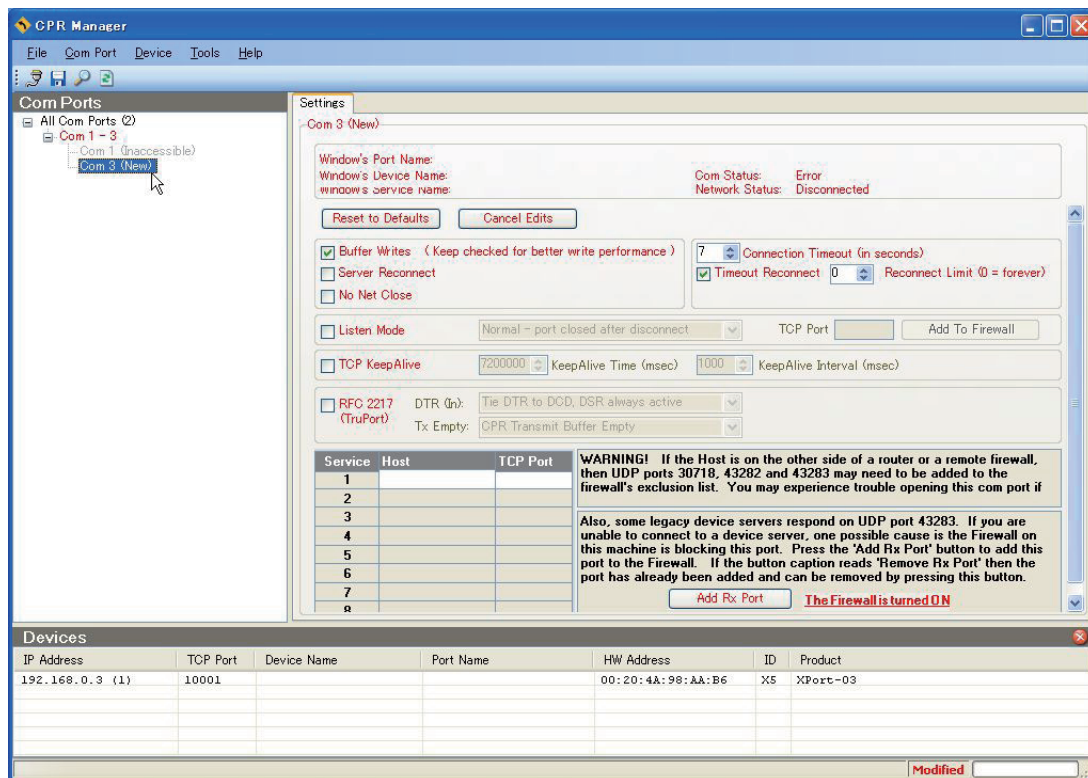 CPR Manager
File Com Port Device Tools Help
Com Ports
All Com Ports (2)
Com 1 - 3
Com 1 (Inaccessible)
Com 3 (New)
Settings
Com 3 (New)
Window's Port Name:
Window's Device Name: Com Status: Error
Window's Service Name: Network Status: Disconnected
Reset to Defaults Cancel Edits
Buffer Writes ( Keep checked for better write performance ) 7 Connection Timeout (in seconds)
Server Reconnect Timeout Reconnect 0 Reconnect Limit (0 = forever)
No Net Close
Listen Mode Normal - port closed after disconnect TCP Port Add To Firewall
TCP KeepAlive 7200000 KeepAlive Time (msec) 1000 KeepAlive Interval (msec)
RFC 2217 DTR (In): Tie DTR to DCD, DSR always active
(TruPort) Tx Empty: CPR Transmit Buffer Empty
Service Host TCP Port
1
2
3
4
5
6
7
8
WARNING! If the Host is on the other side of a router or a remote firewall,
then UDP ports 30718, 43282 and 43283 may need to be added to the
firewall's exclusion list. You may experience trouble opening this com port if
Also, some legacy device servers respond on UDP port 43283. If you are
unable to connect to a device server, one possible cause is the Firewall on
this machine is blocking this port. Press the 'Add Rx Port' button to add this
port to the Firewall. If the button caption reads 'Remove Rx Port' then the
port has already been added and can be removed by pressing this button.
Add Rx Port The Firewall is turned ON
Devices
IP Address TCP Port Device Name Port Name HW Address ID Product
192.168.0.3 (1) 10001 00:20:4A:98:AA:B6 X5 XPort-03
Modified